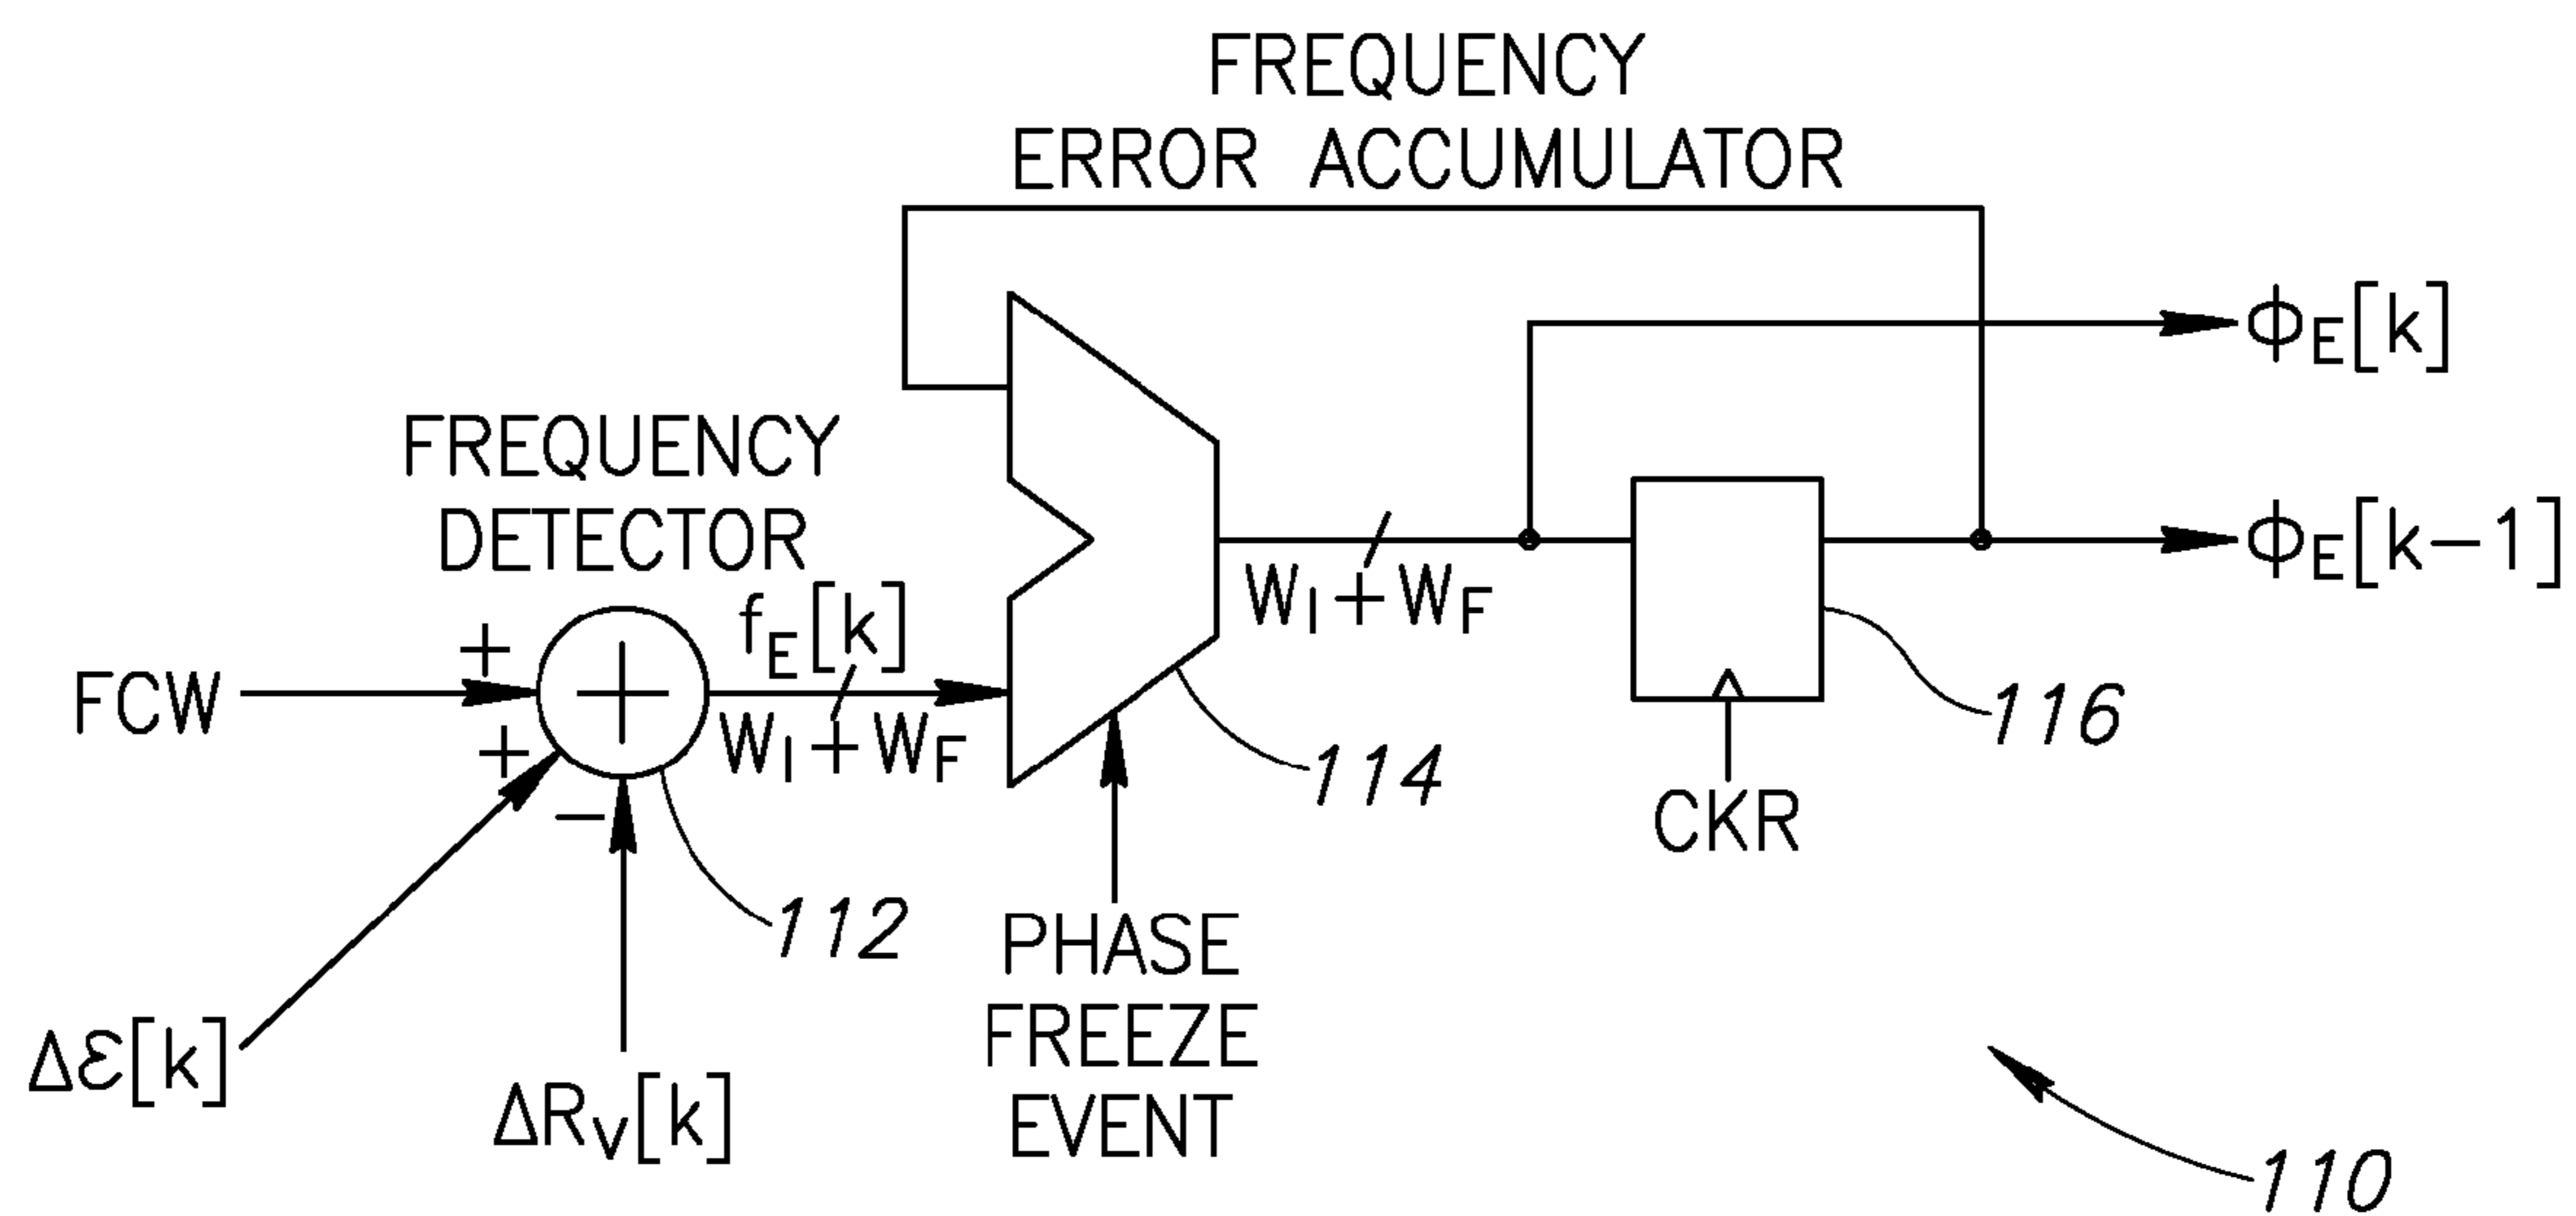 FREQUENCY
ERROR ACCUMULATOR
ΦE[k]
FREQUENCY
DETECTOR
ΦE[k-1]
fE[k]
WI+WF
+
FCW
WI+WF
+
116
114
−
CKR
112
PHASE
FREEZE
EVENT
Δε[k]
ΔRV[k]
110